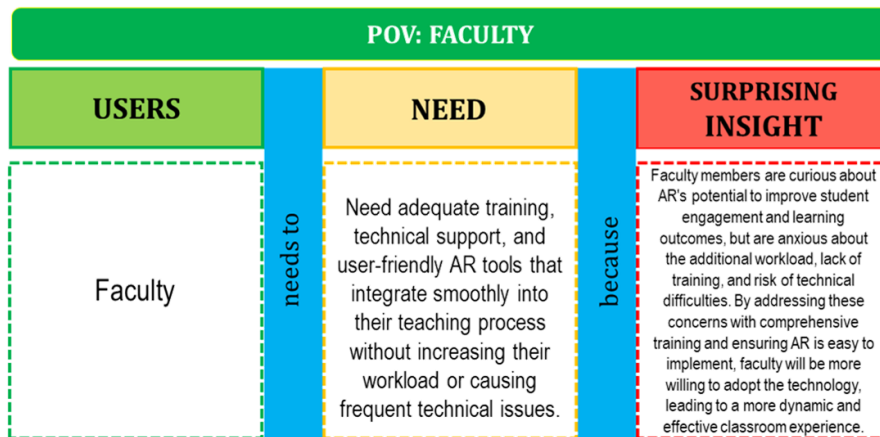 POV: FACULTY
USERS
Faculty
needs to
NEED
Need adequate training,
technical support, and
user-friendly AR tools that
integrate smoothly into
their teaching process
without increasing their
workload or causing
frequent technical issues.
because
SURPRISING
INSIGHT
Faculty members are curious about
AR's potential to improve student
engagement and learning
outcomes, but are anxious about
the additional workload, lack of
training, and risk of technical
difficulties. By addressing these
concerns with comprehensive
training and ensuring AR is easy to
implement, faculty will be more
willing to adopt the technology,
leading to a more dynamic and
effective classroom experience.